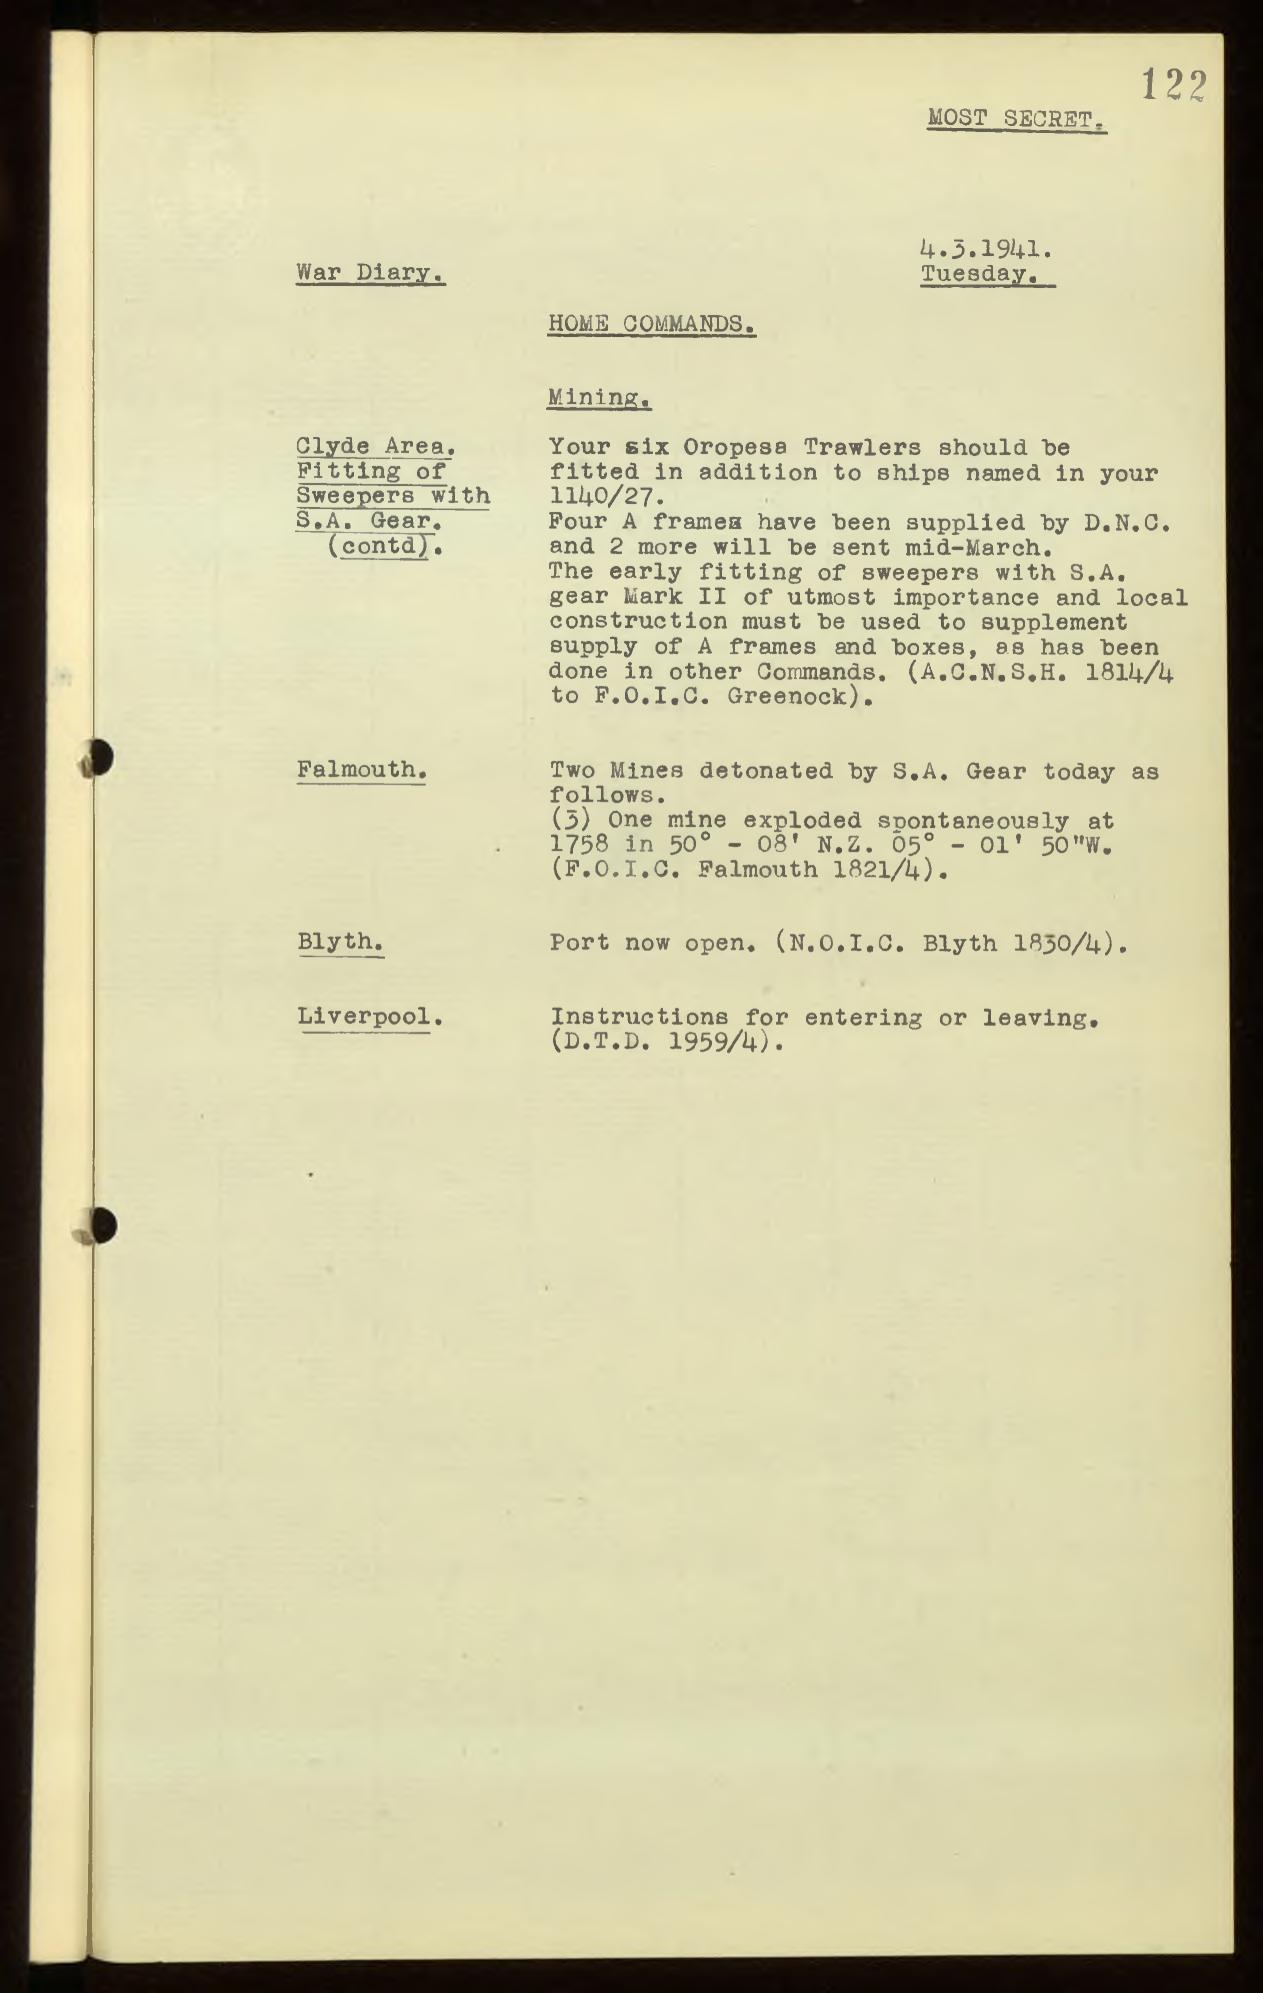 122
MOST SECRET.
4.3.1941.
War Diary.
Tuesday.
HOME COMMANDS.
Mining.
Clyde Area.
Fitting of
Sweepers with
S.A. Gear.
(contd).
Your six Oropesa Trawlers should be
fitted in addition to ships named in your
1140/27.
Four A frames have been supplied by D.N.C.
and 2 more will be sent mid-March.
The early fitting of sweepers with S.A.
gear Mark II of utmost importance and local
construction must be used to supplement
supply of A frames and boxes, as has been
done in other Commands. (A.C.N.S.H. 1814/4
to F.O.I.C. Greenock).
Falmouth.
Two Mines detonated by S.A. Gear today as
follows.
(3) One mine exploded spontaneously at
1758 in 50° - 08' N.Z. 05° - 01' 50"W.
(F.O.I.C. Falmouth 1821/4).
Blyth.
Port now open. (N.O.I.C. Blyth 1830/4).
Liverpool.
Instructions for entering or leaving.
(D.T.D. 1959/4).